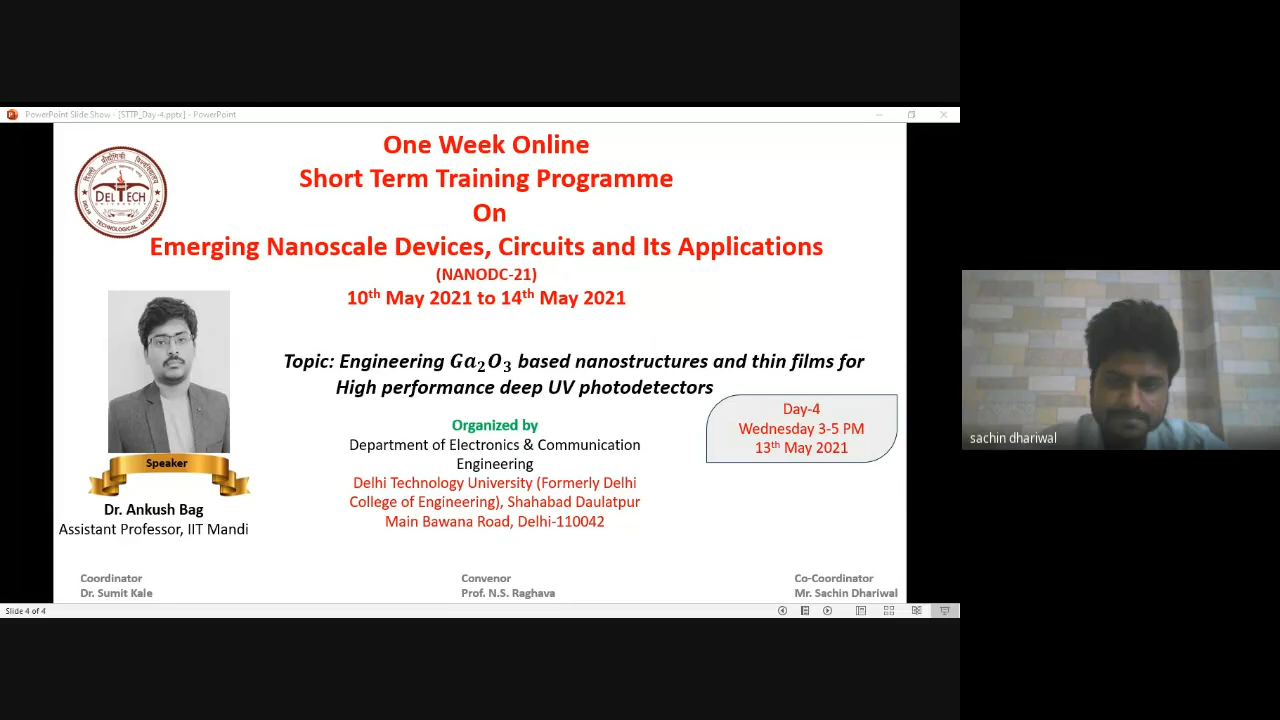 PowerPoint Slide Show - [STTP_Day-4.pptx] - PowerPoint
One Week Online
Short Term Training Programme
On
Emerging Nanoscale Devices, Circuits and Its Applications
(NANODC-21)
10th May 2021 to 14th May 2021
DELTECH
UNIVERSITY
DELHI TECHNOLOGICAL UNIVERSITY
Topic: Engineering Ga₂O₃ based nanostructures and thin films for
High performance deep UV photodetectors
Day-4
Wednesday 3-5 PM
13th May 2021
Organized by
Department of Electronics & Communication
Engineering
Delhi Technology University (Formerly Delhi
College of Engineering), Shahabad Daulatpur
Main Bawana Road, Delhi-110042
Speaker
Dr. Ankush Bag
Assistant Professor, IIT Mandi
Coordinator
Dr. Sumit Kale
Convenor
Prof. N.S. Raghava
Co-Coordinator
Mr. Sachin Dhariwal
Slide 4 of 4
sachin dhariwal